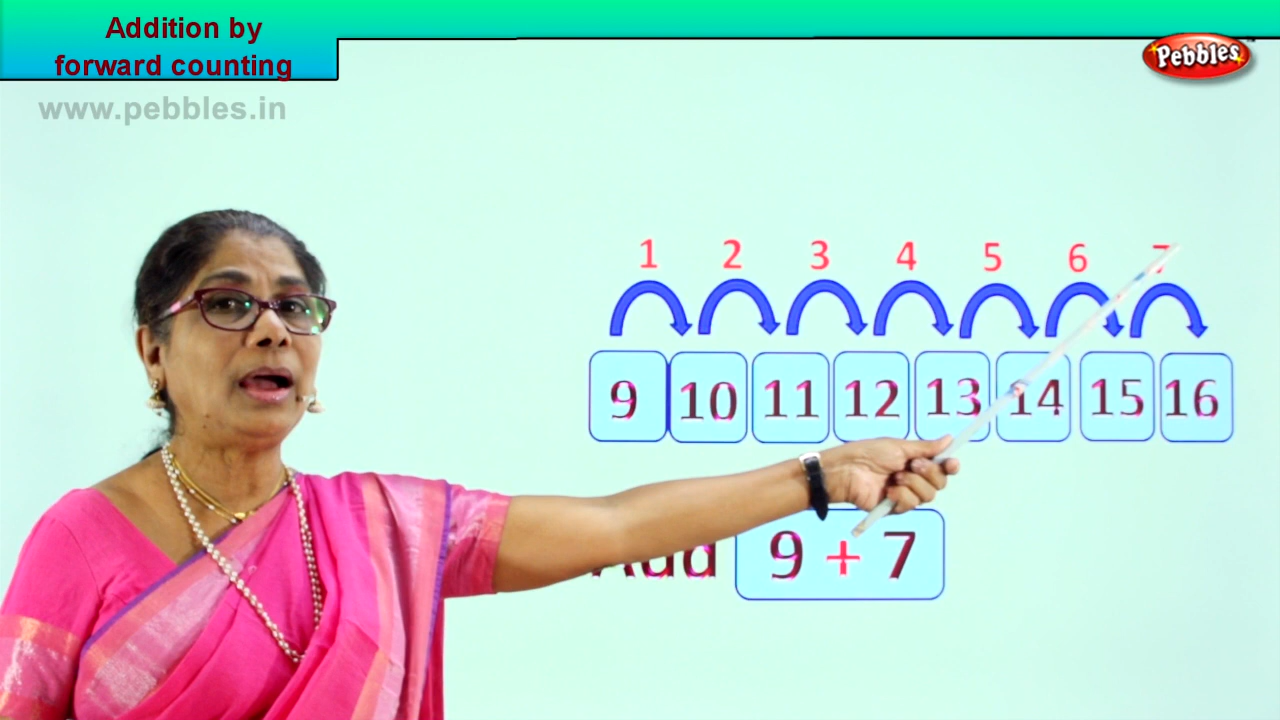 Addition by
forward counting
Pebbles
www.pebbles.in
1 2 3 4 5 6 7
9 10 11 12 13 14 15 16
Add 9 + 7